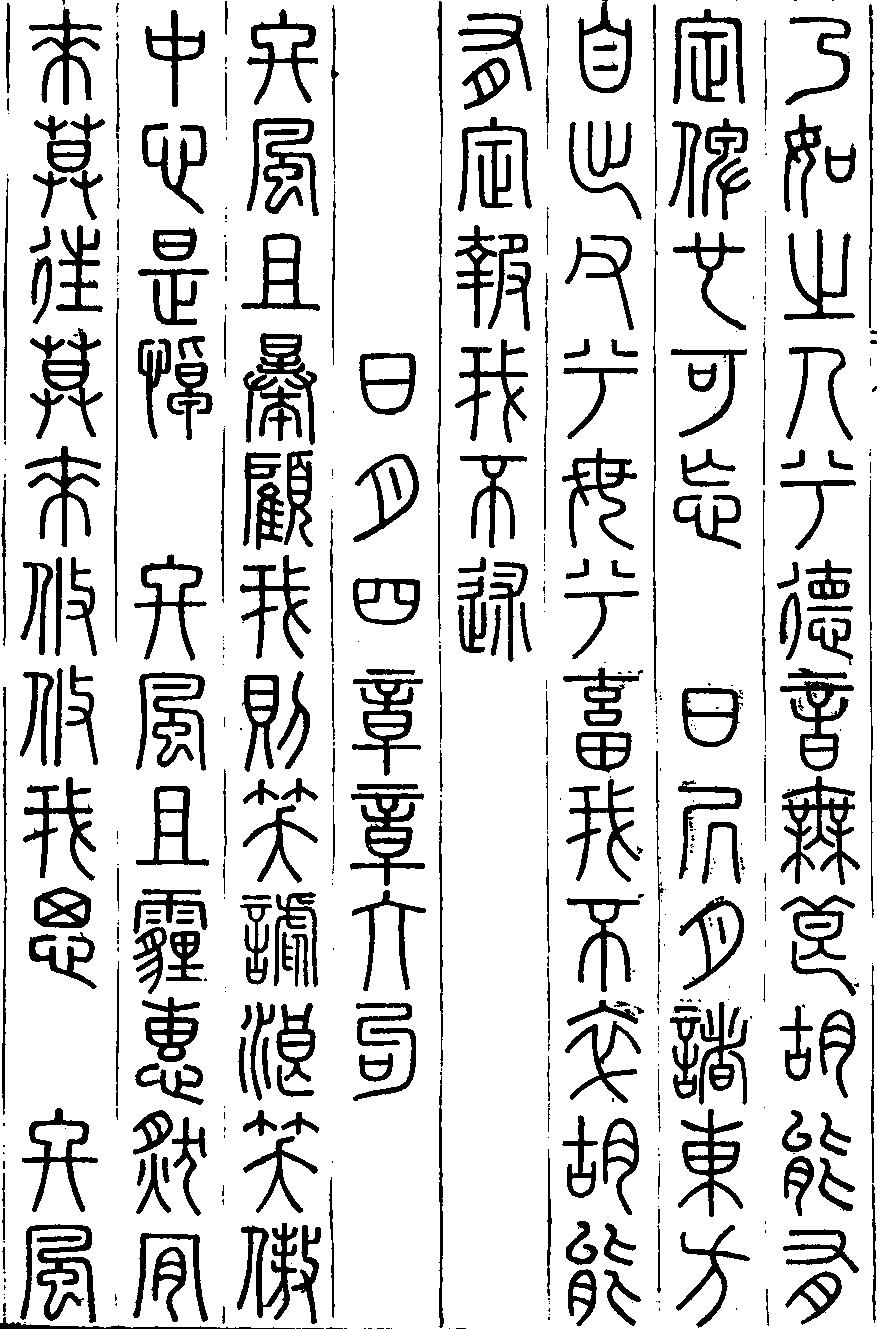 乃如之人兮德音無良胡能有
定俾也可忘　日居月諸東方
自出父兮母兮畜我不卒胡能
有定報我不述
日月四章章六句
終風且暴顧我則笑謔浪笑傲
中心是悼　終風且霾惠然肯
來莫往莫來攸攸我思　終風